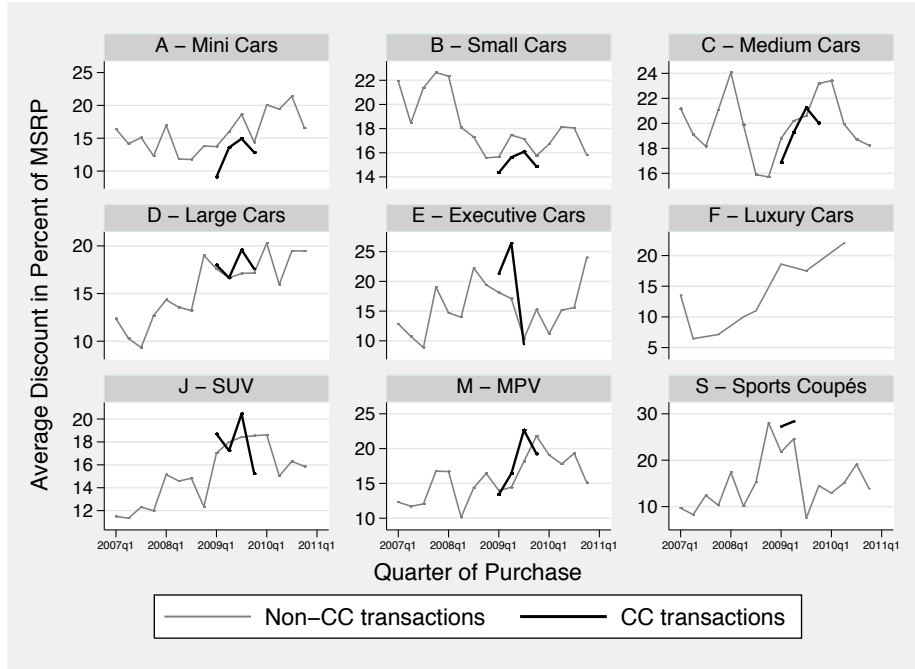 A – Mini Cars
B – Small Cars
C – Medium Cars
25
20
15
10
22
20
18
16
14
24
22
20
18
16
D – Large Cars
E – Executive Cars
F – Luxury Cars
20
15
10
25
20
15
10
20
15
10
5
J – SUV
M – MPV
S – Sports Coupés
20
18
16
14
12
25
20
15
10
30
20
10
2007q1 2008q1 2009q1 2010q1 2011q1
2007q1 2008q1 2009q1 2010q1 2011q1
2007q1 2008q1 2009q1 2010q1 2011q1
Average Discount in Percent of MSRP
Quarter of Purchase
Non–CC transactions
CC transactions